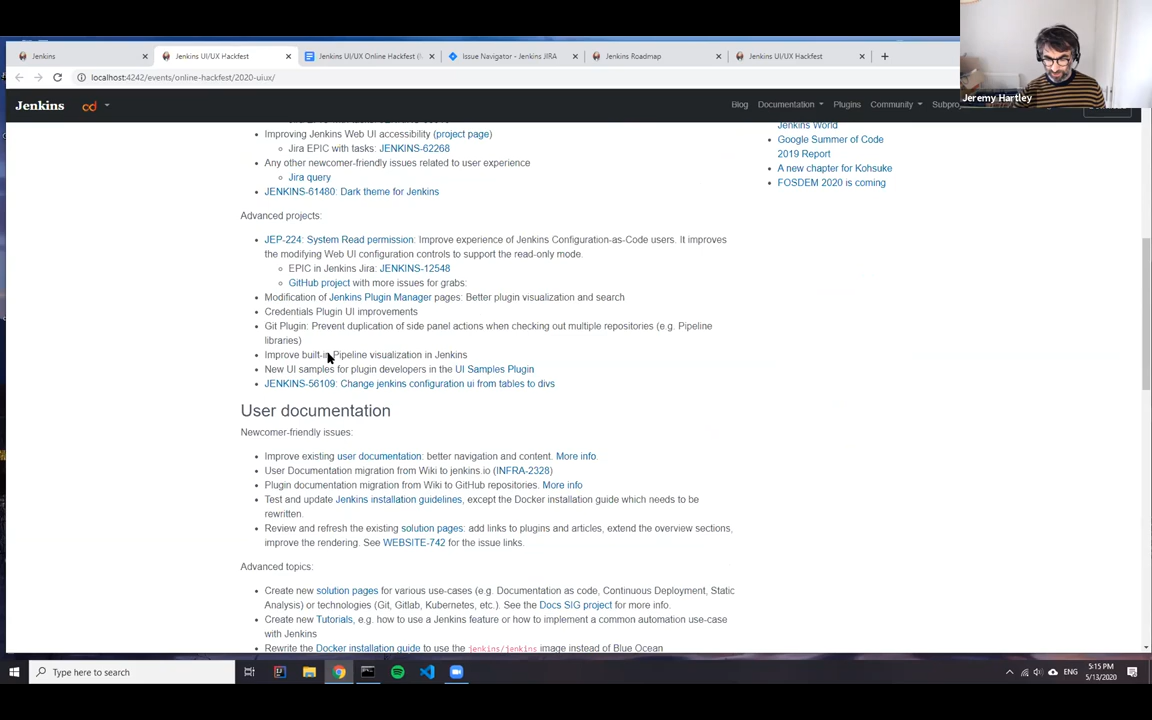 Jenkins
Jenkins UI/UX Hackfest
Jenkins UI/UX Online Hackfest (
Issue Navigator - Jenkins JIRA
Jenkins Roadmap
Jenkins UI/UX Hackfest
localhost:4242/events/online-hackfest/2020-uiux/
Jeremy Hartley
Jenkins
cd
Blog
Documentation
Plugins
Community
Subpro
Improving Jenkins Web UI accessibility (project page)
Jira EPIC with tasks: JENKINS-62268
Any other newcomer-friendly issues related to user experience
Jira query
JENKINS-61480: Dark theme for Jenkins
Jenkins World
Google Summer of Code
2019 Report
A new chapter for Kohsuke
FOSDEM 2020 is coming
Advanced projects:
JEP-224: System Read permission: Improve experience of Jenkins Configuration-as-Code users. It improves
the modifying Web UI configuration controls to support the read-only mode.
EPIC in Jenkins Jira: JENKINS-12548
GitHub project with more issues for grabs:
Modification of Jenkins Plugin Manager pages: Better plugin visualization and search
Credentials Plugin UI improvements
Git Plugin: Prevent duplication of side panel actions when checking out multiple repositories (e.g. Pipeline
libraries)
Improve built-in Pipeline visualization in Jenkins
New UI samples for plugin developers in the UI Samples Plugin
JENKINS-56109: Change jenkins configuration ui from tables to divs
User documentation
Newcomer-friendly issues:
Improve existing user documentation: better navigation and content. More info
User Documentation migration from Wiki to jenkins.io (INFRA-2328)
Plugin documentation migration from Wiki to GitHub repositories. More info
Test and update Jenkins installation guidelines, except the Docker installation guide which needs to be
rewritten.
Review and refresh the existing solution pages: add links to plugins and articles, extend the overview sections,
improve the rendering. See WEBSITE-742 for the issue links.
Advanced topics:
Create new solution pages for various use-cases (e.g. Documentation as code, Continuous Deployment, Static
Analysis) or technologies (Git, Gitlab, Kubernetes, etc.). See the Docs SIG project for more info.
Create new Tutorials, e.g. how to use a Jenkins feature or how to implement a common automation use-case
with Jenkins
Rewrite the Docker installation guide to use the jenkins/jenkins image instead of Blue Ocean
Type here to search
ENG
5:15 PM
5/13/2020